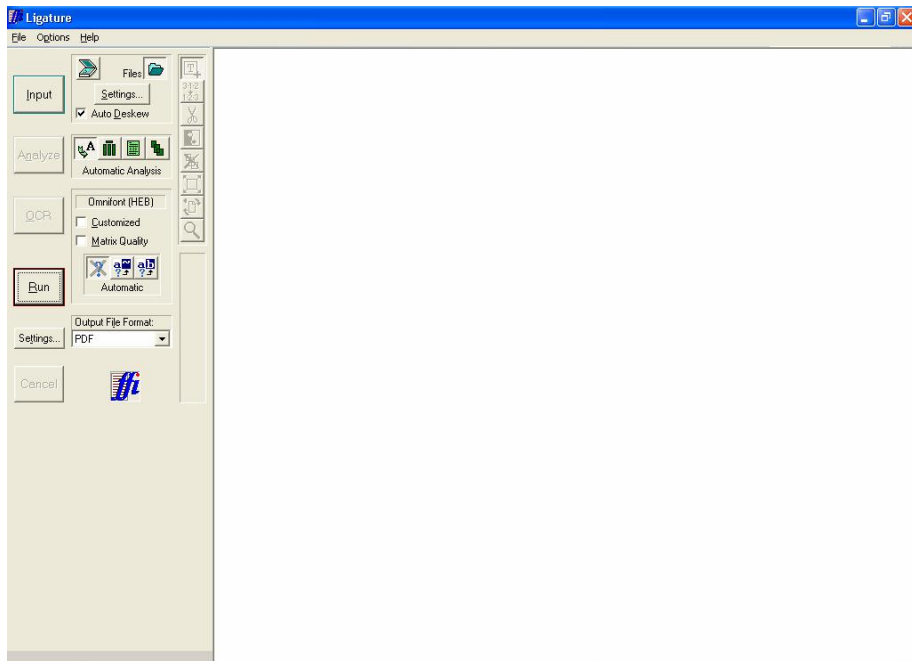 Ligature
File Options Help
Input
Files
Settings...
Auto Deskew
Analyze
Automatic Analysis
OCR
Omnifont (HEB)
Customized
Matrix Quality
Automatic
Run
Output File Format:
Settings...
PDF
Cancel
ffi